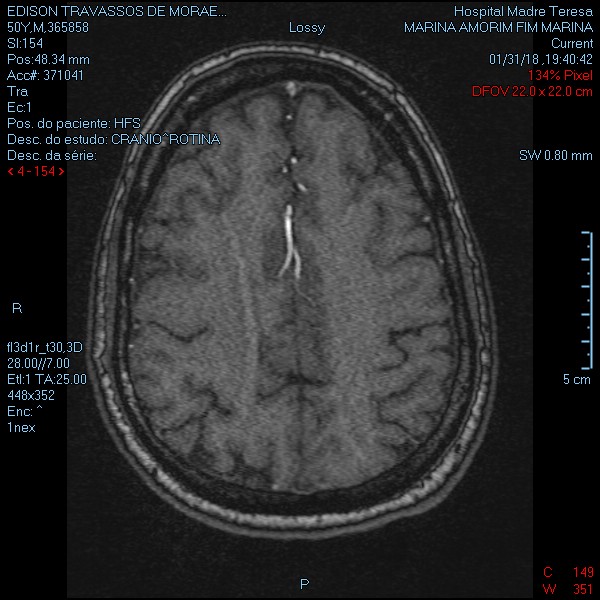 EDISON TRAVASSOS DE MORAE...
50Y,M,365858
Sl:154
Pos:48.34 mm
Acc#: 371041
Tra
Ec:1
Pos. do paciente: HFS
Desc. do estudo: CRANIO^ROTINA
Desc. da série:
< 4 - 154 >
Lossy
Hospital Madre Teresa
MARINA AMORIM FIM MARINA
Current
01/31/18 ,19:40:42
134% Pixel
DFOV 22.0 x 22.0 cm
SW 0.80 mm
R
fl3d1r_t30,3D
28.00//7.00
Etl:1 TA:25.00
448x352
Enc: ^
1nex
5 cm
P
C 149
W 351